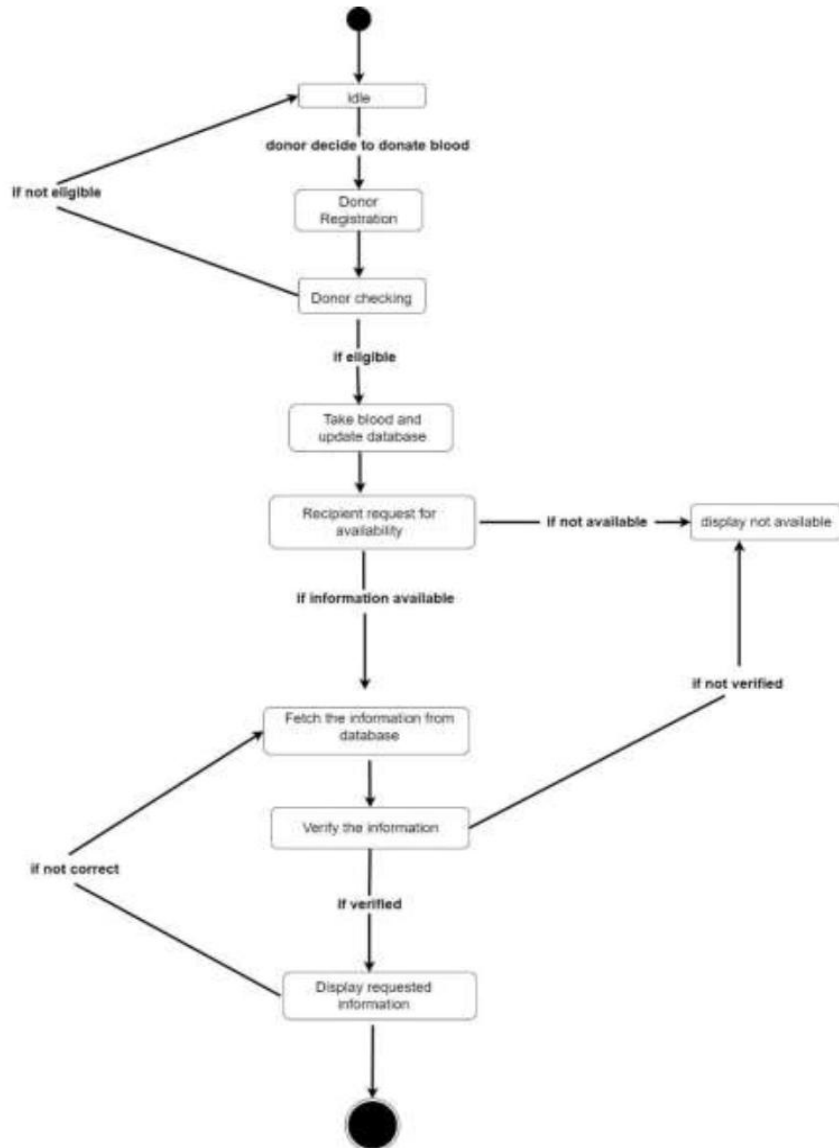 idle
donor decide to donate blood
If not eligible
Donor
Registration
Donor checking
If eligible
Take blood and
update database
Recipient request for
availability
If not available
display not available
If information available
if not verified
Fetch the information from
database
Verify the information
if not correct
If verified
Display requested
information